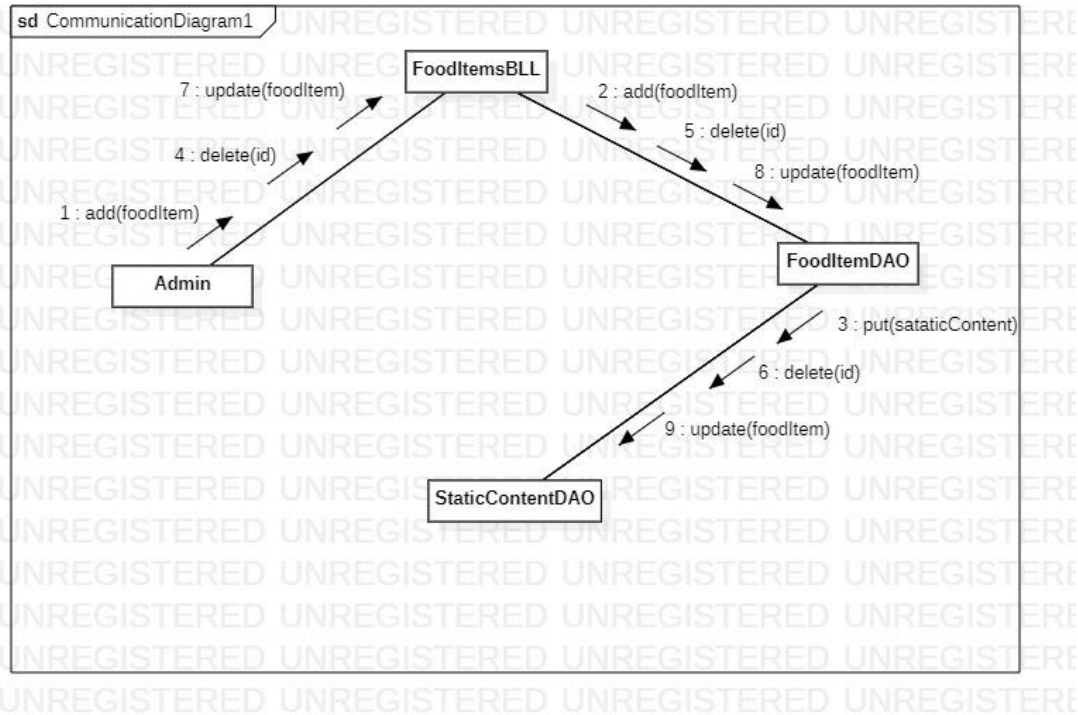 sd CommunicationDiagram1
FoodItemsBLL
7 : update(foodItem)
2 : add(foodItem)
5 : delete(id)
4 : delete(id)
8 : update(foodItem)
1 : add(foodItem)
FoodItemDAO
Admin
3 : put(sataticContent)
6 : delete(id)
9 : update(foodItem)
StaticContentDAO
UNREGISTERED UNREGISTERED UNREGISTERED UNREGISTERED